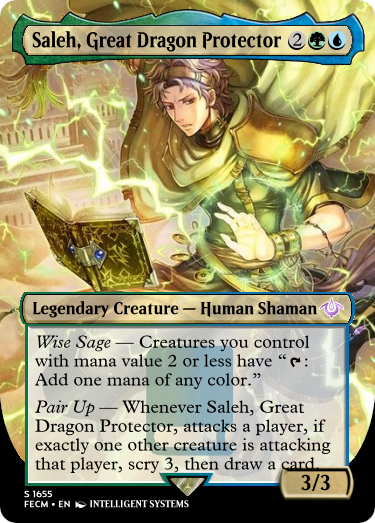 Saleh, Great Dragon Protector 2
Legendary Creature — Human Shaman
Wise Sage — Creatures you control
with mana value 2 or less have “ :
Add one mana of any color.”
Pair Up — Whenever Saleh, Great
Dragon Protector, attacks a player, if
exactly one other creature is attacking
that player, scry 3, then draw a card.
3/3
S 1655
FECM • EN INTELLIGENT SYSTEMS